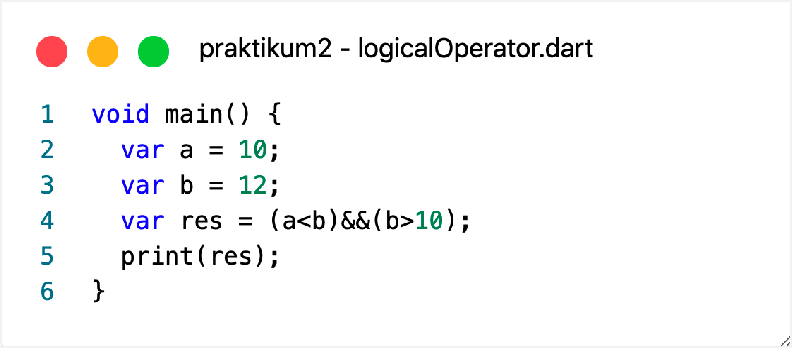 praktikum2 - logicalOperator.dart
1 void main() {
2   var a = 10;
3   var b = 12;
4   var res = (a<b)&&(b>10);
5   print(res);
6 }